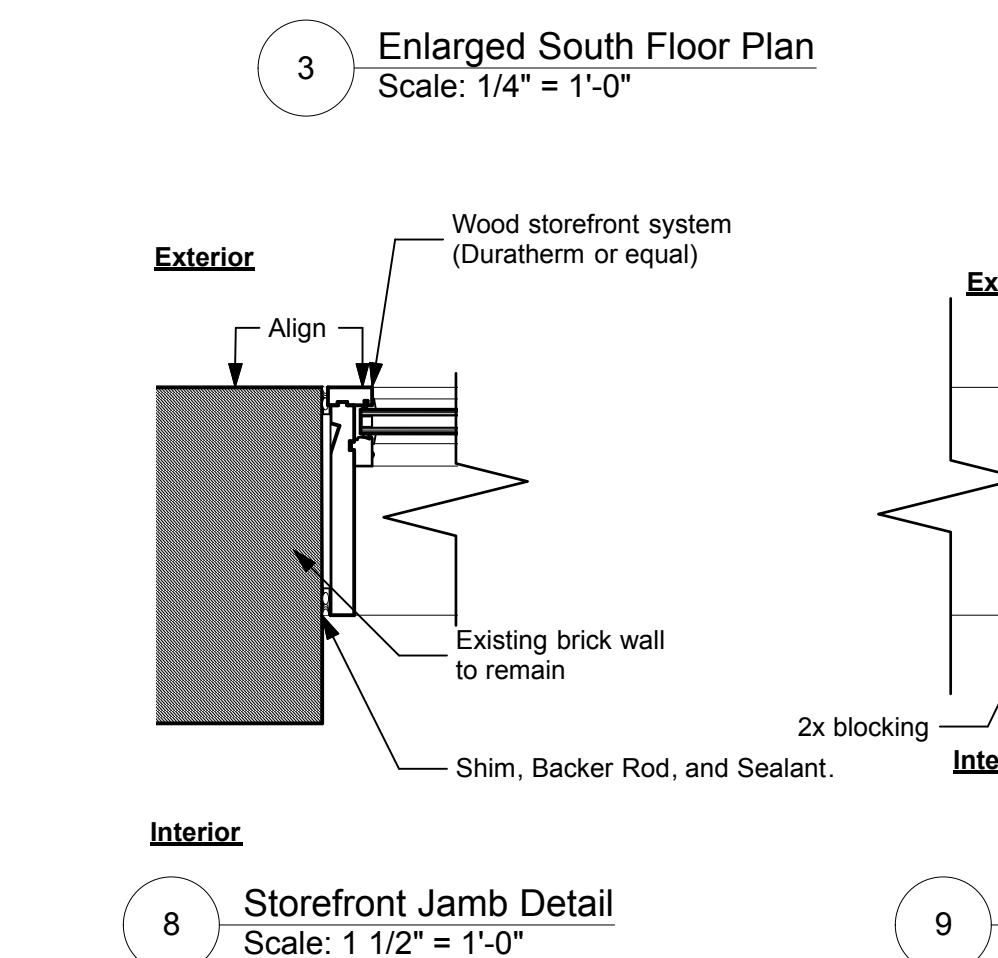 3
Enlarged South Floor Plan
Scale: 1/4" = 1'-0"
Wood storefront system
(Duratherm or equal)
Exterior
Align
Existing brick wall
to remain
Shim, Backer Rod, and Sealant.
Interior
8
Storefront Jamb Detail
Scale: 1 1/2" = 1'-0"
Ex
2x blocking
Inte
9